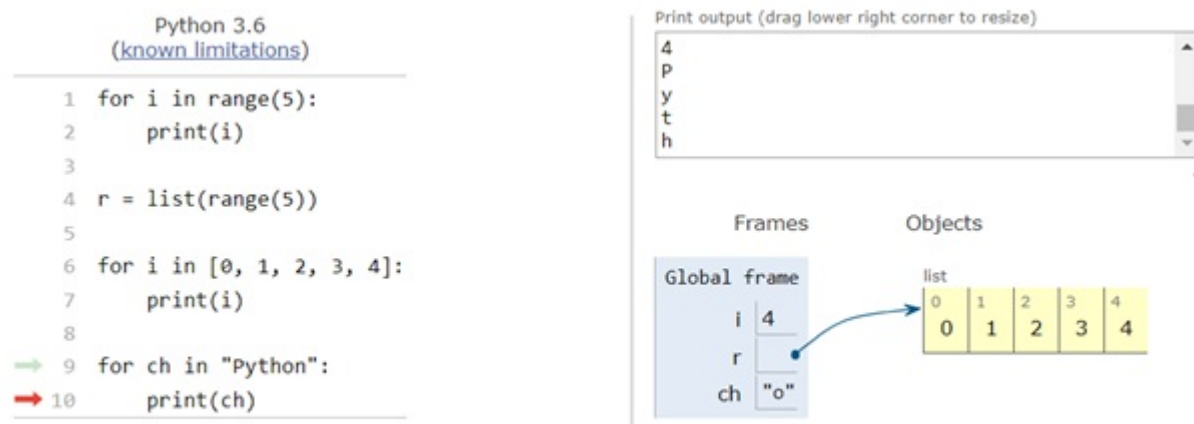 Python 3.6
(known limitations)
1 for i in range(5):
2     print(i)
3
4 r = list(range(5))
5
6 for i in [0, 1, 2, 3, 4]:
7     print(i)
8
9 for ch in "Python":
10     print(ch)
Print output (drag lower right corner to resize)
4
P
y
t
h
Frames Objects
Global frame
i 4
r
ch "o"
list
0 1 2 3 4
0 1 2 3 4